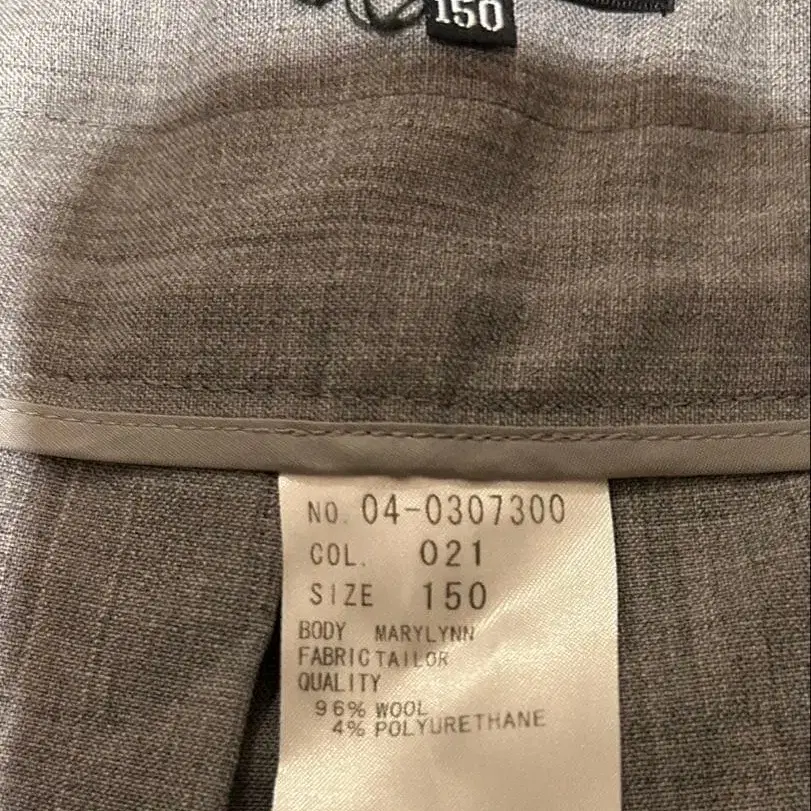 150
NO. 04-0307300
COL. 021
SIZE 150
BODY MARYLYNN
FABRIC TAILOR
QUALITY
96% WOOL
4% POLYURETHANE